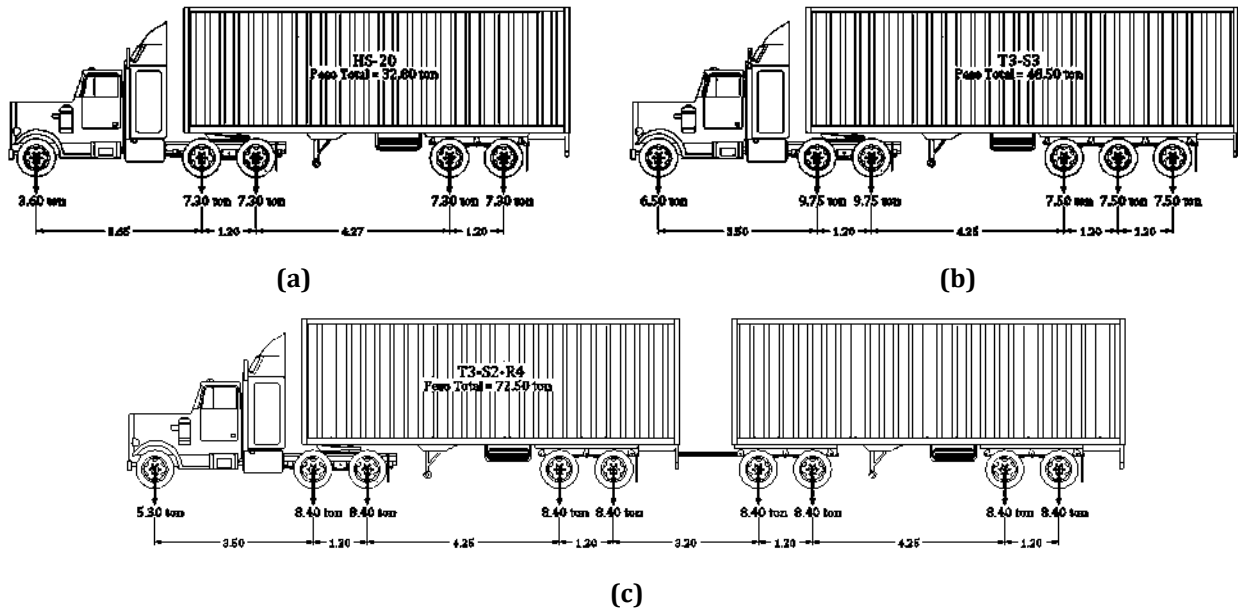 HS-20
Peso Total = 32.80 ton
3.60 ton 7.30 ton 7.30 ton 7.30 ton 7.30 ton
1.20 4.27 1.20
(a)
T3-S3
Peso Total = 48.50 ton
6.50 ton 9.75 ton 9.75 ton 7.50 ton 7.50 ton 7.50 ton
3.50 1.20 4.25 1.20 1.20
(b)
T3-S2-R4
Peso Total = 72.50 ton
5.30 ton 8.40 ton 8.40 ton 8.40 ton 8.40 ton 8.40 ton 8.40 ton 8.40 ton 8.40 ton
3.50 1.20 4.25 1.20 3.20 1.20 4.25 1.20
(c)